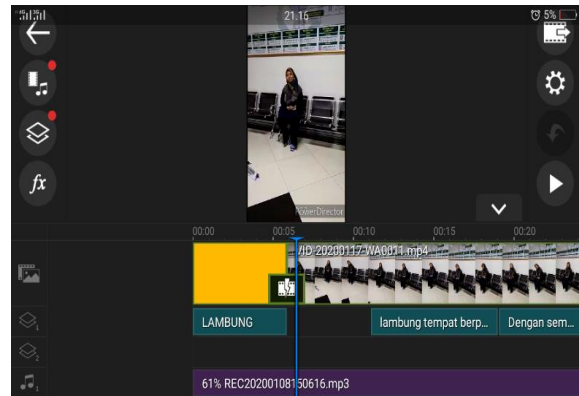 21.15
5%
fx
PowerDirector
00:00
00:05
00:10
00:15
00:20
VID-20200117-WA0011.mp4
LAMBUNG
lambung tempat berp...
Dengan sem...
61% REC20200108150616.mp3